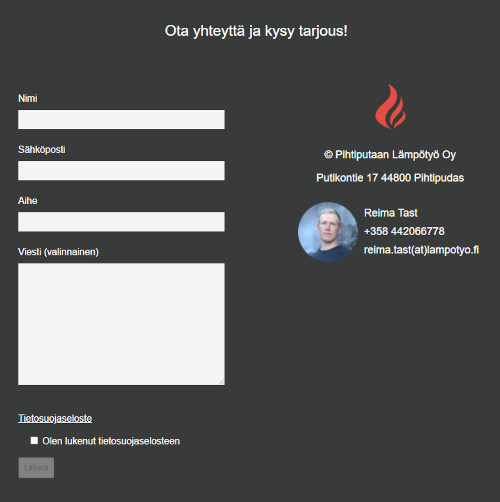 Ota yhteyttä ja kysy tarjous!
Nimi
Sähköposti
Aihe
Viesti (valinnainen)
Tietosuojaseloste
Olen lukenut tietosuojaselosteen
Lähetä
© Pihtiputaan Lämpötyö Oy
Putikontie 17 44800 Pihtipudas
Reima Tast
+358 442066778
reima.tast(at)lampotyo.fi